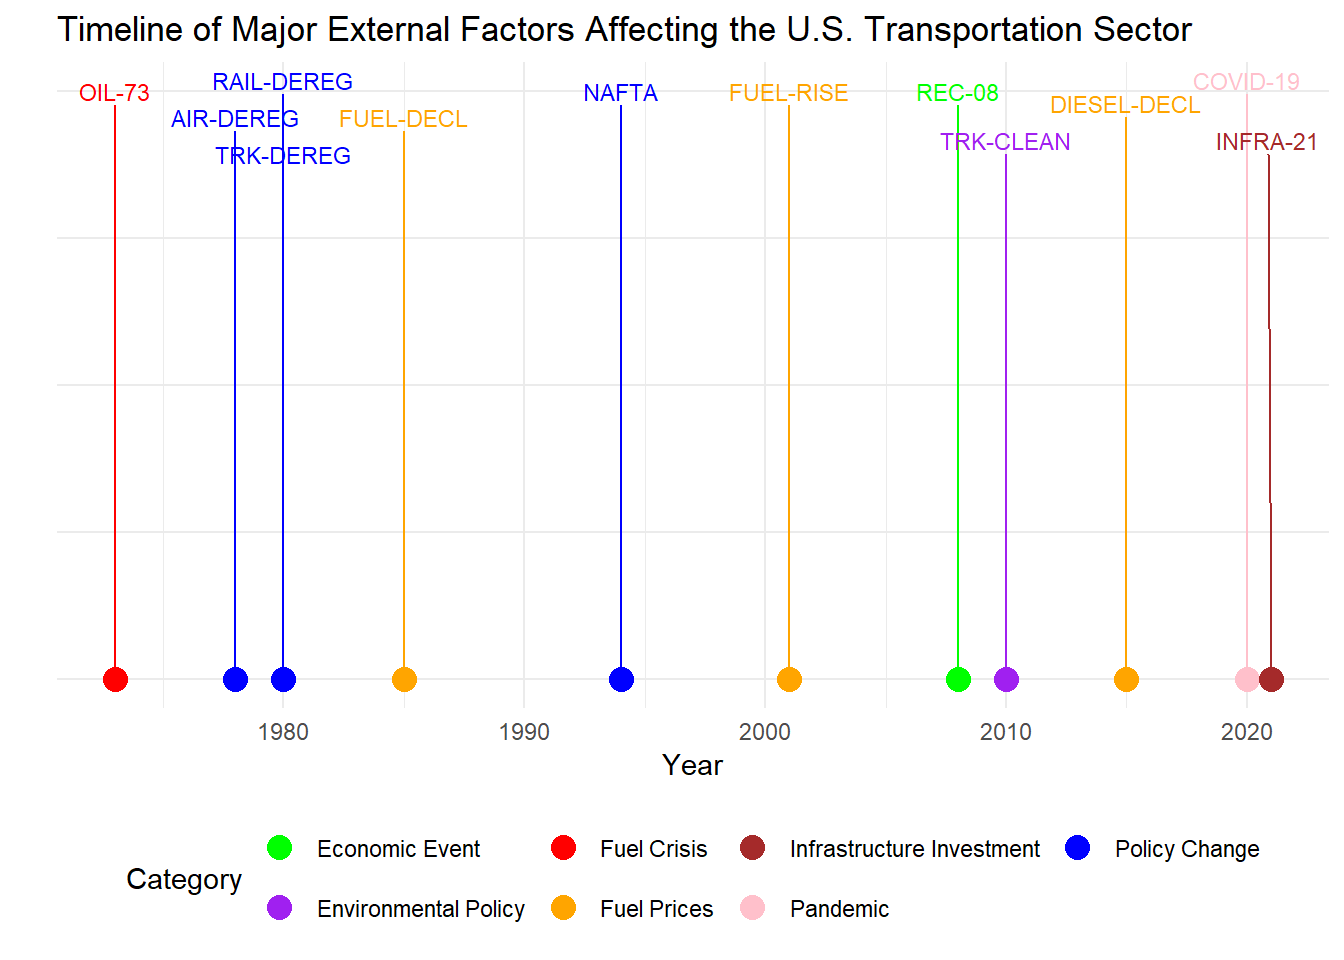 Timeline of Major External Factors Affecting the U.S. Transportation Sector
RAIL-DEREG
COVID-19
OIL-73
NAFTA
FUEL-RISE
REC-08
DIESEL-DECL
AIR-DEREG
FUEL-DECL
TRK-CLEAN
INFRA-21
TRK-DEREG
1980
1990
2000
2010
2020
Year
Category
Economic Event
Fuel Crisis
Infrastructure Investment
Policy Change
Environmental Policy
Fuel Prices
Pandemic